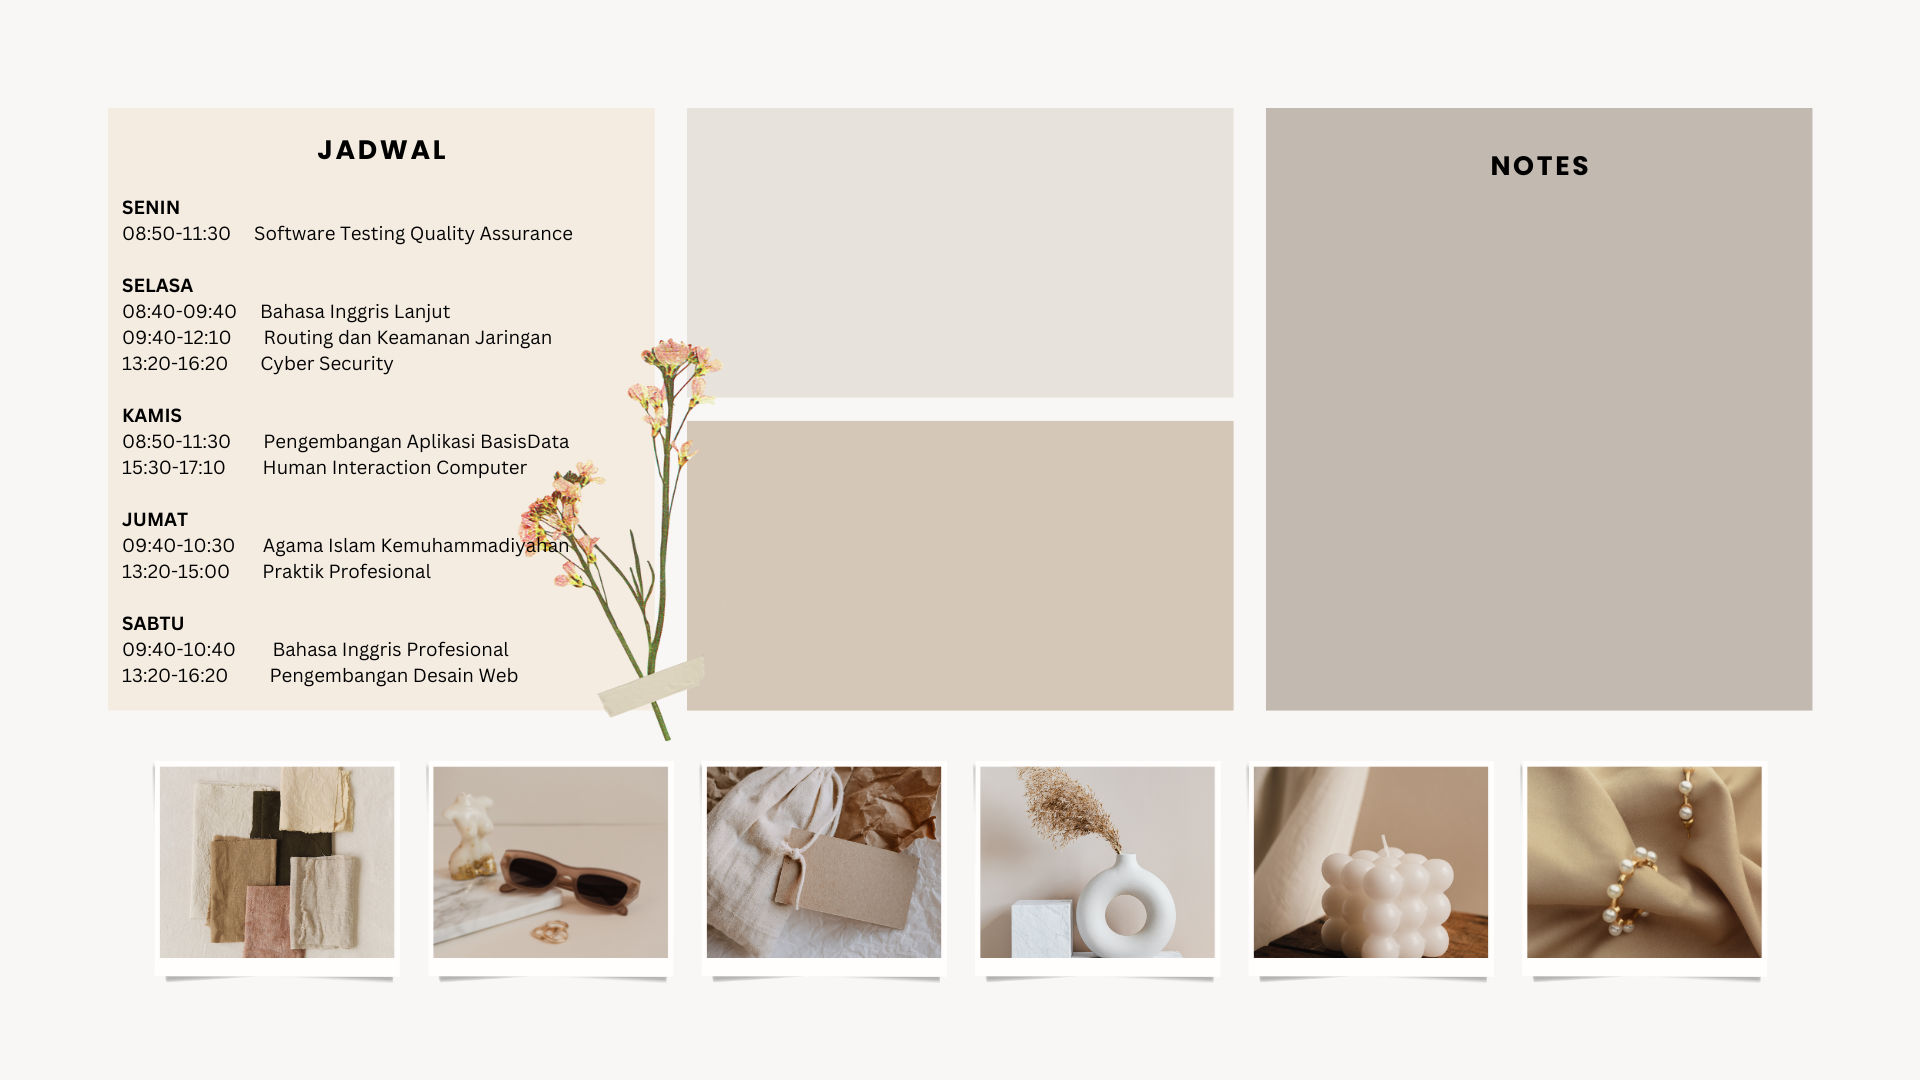 JADWAL
SENIN
08:50-11:30 Software Testing Quality Assurance
SELASA
08:40-09:40 Bahasa Inggris Lanjut
09:40-12:10 Routing dan Keamanan Jaringan
13:20-16:20 Cyber Security
KAMIS
08:50-11:30 Pengembangan Aplikasi BasisData
15:30-17:10 Human Interaction Computer
JUMAT
09:40-10:30 Agama Islam Kemuhammadiyahan
13:20-15:00 Praktik Profesional
SABTU
09:40-10:40 Bahasa Inggris Profesional
13:20-16:20 Pengembangan Desain Web
NOTES